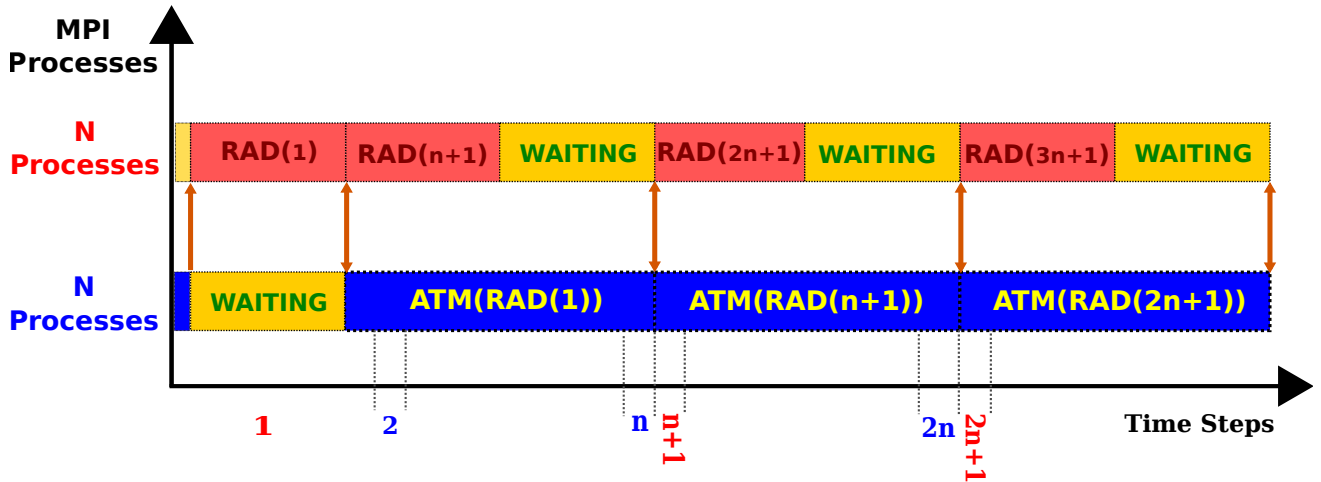 MPI
Processes
N
Processes
RAD(1)
RAD(n+1)
WAITING
RAD(2n+1)
WAITING
RAD(3n+1)
WAITING
N
Processes
WAITING
ATM(RAD(1))
ATM(RAD(n+1))
ATM(RAD(2n+1))
1
2
n
n+1
2n
2n+1
Time Steps